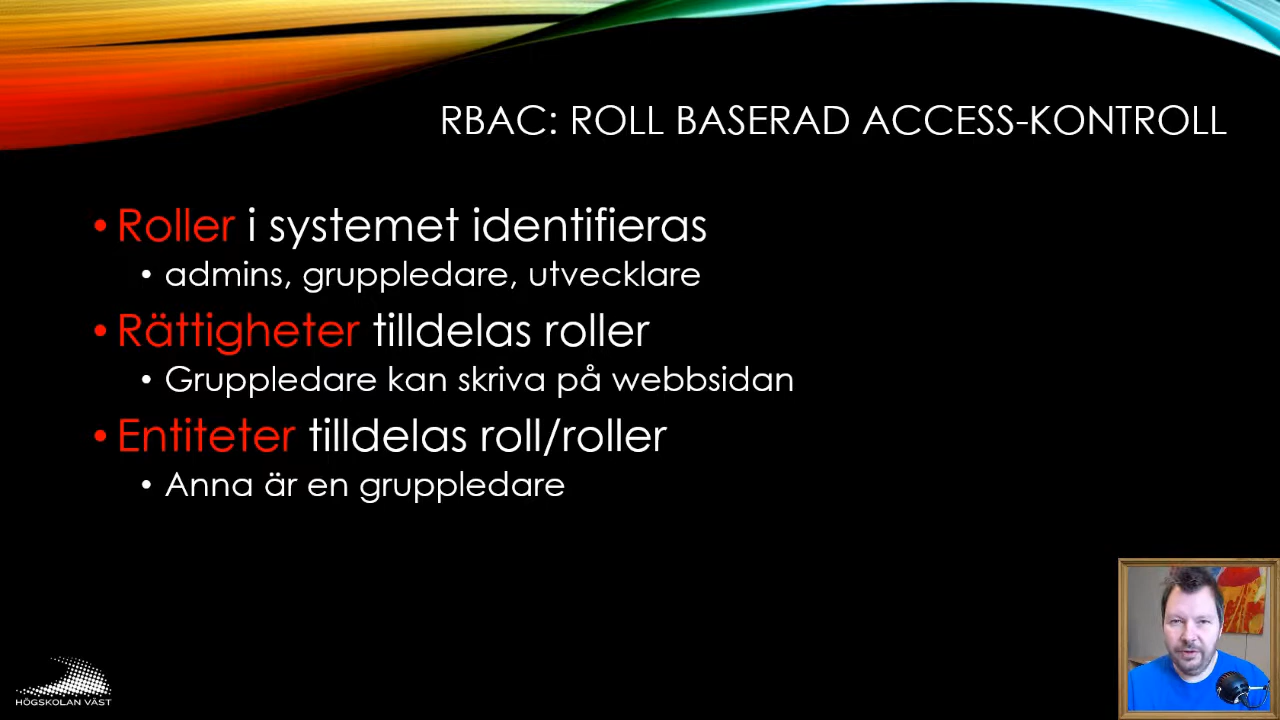 RBAC: ROLL BASERAD ACCESS-KONTROLL
• Roller i systemet identifieras
• admins, gruppledare, utvecklare
• Rättigheter tilldelas roller
• Gruppledare kan skriva på webbsidan
• Entiteter tilldelas roll/roller
• Anna är en gruppledare
HÖGSKOLAN VÄST